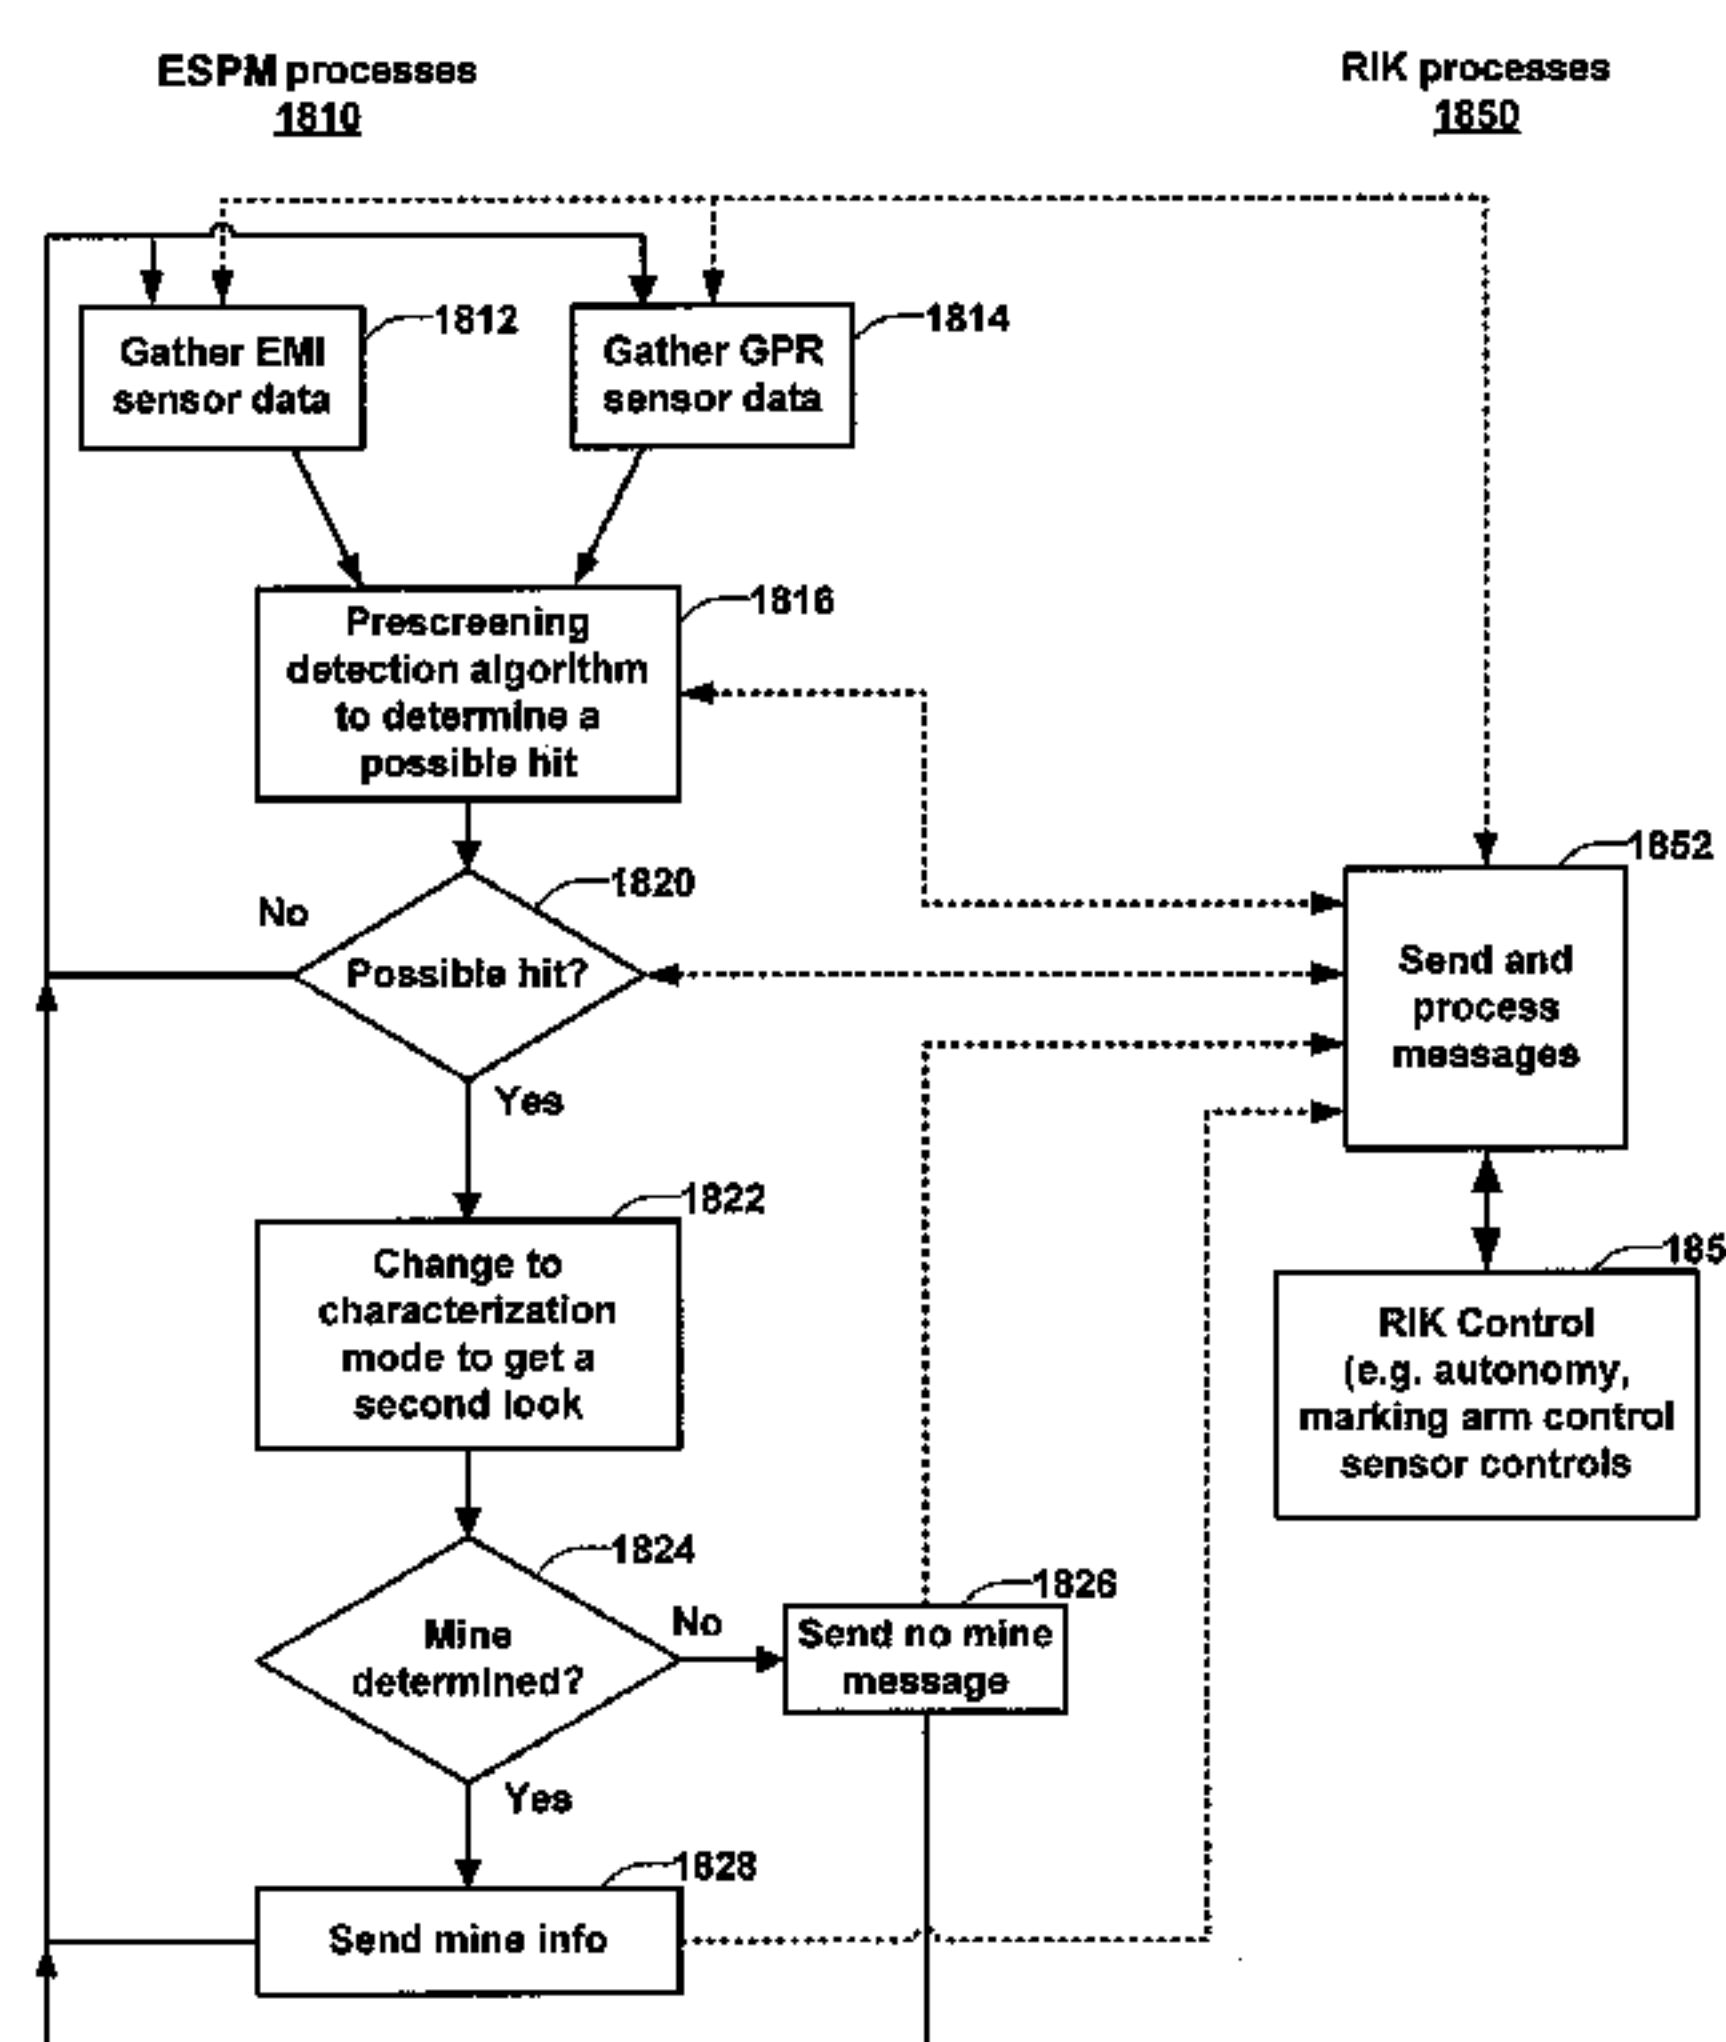 ESPM processes
1810
RIK processes
1850
1812
Gather EMI
sensor data
1814
Gather GPR
sensor data
1816
Prescreening
detection algorithm
to determine a
possible hit
1820
No
Possible hit?
Yes
1852
Send and
process
messages
1822
Change to
characterization
mode to get a
second look
185
RIK Control
(e.g. autonomy,
marking arm control
sensor controls
1824
Mine
determined?
No
1826
Send no mine
message
Yes
1828
Send mine info